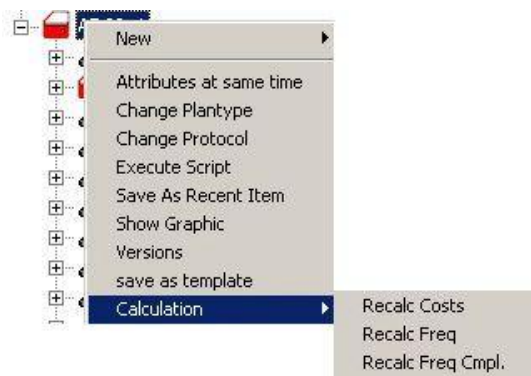 New
Attributes at same time
Change Plantype
Change Protocol
Execute Script
Save As Recent Item
Show Graphic
Versions
save as template
Calculation
Recalc Costs
Recalc Freq
Recalc Freq Cmpl.